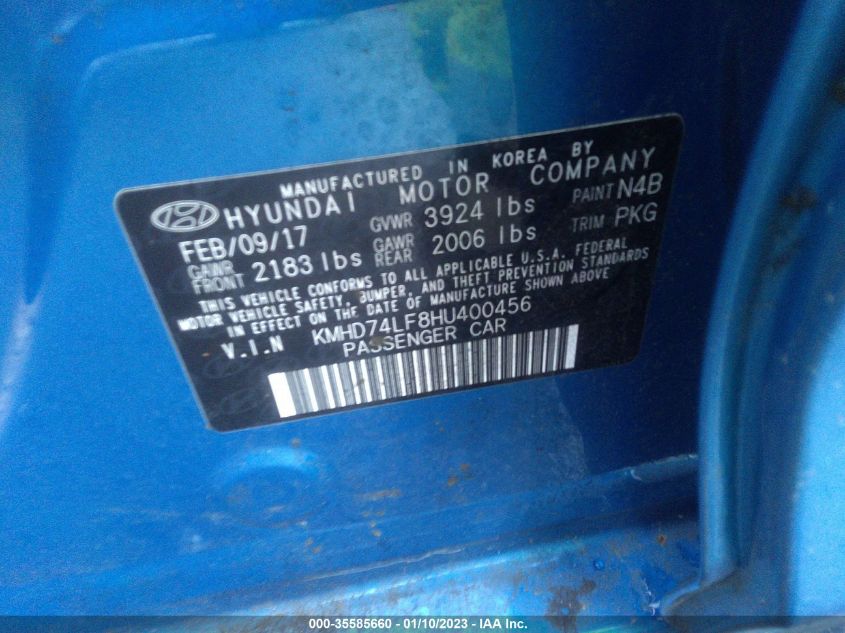 MANUFACTURED IN KOREA BY
HYUNDAI MOTOR COMPANY
FEB/09/17 GVWR 3924 lbs PAINT N4B
GAWR FRONT 2183 lbs GAWR REAR 2006 lbs TRIM PKG
THIS VEHICLE CONFORMS TO ALL APPLICABLE U.S.A. FEDERAL
MOTOR VEHICLE SAFETY, BUMPER, AND THEFT PREVENTION STANDARDS
IN EFFECT ON THE DATE OF MANUFACTURE SHOWN ABOVE
V.I.N KMHD74LF8HU400456
PASSENGER CAR
000-35585660 - 01/10/2023 - IAA Inc.